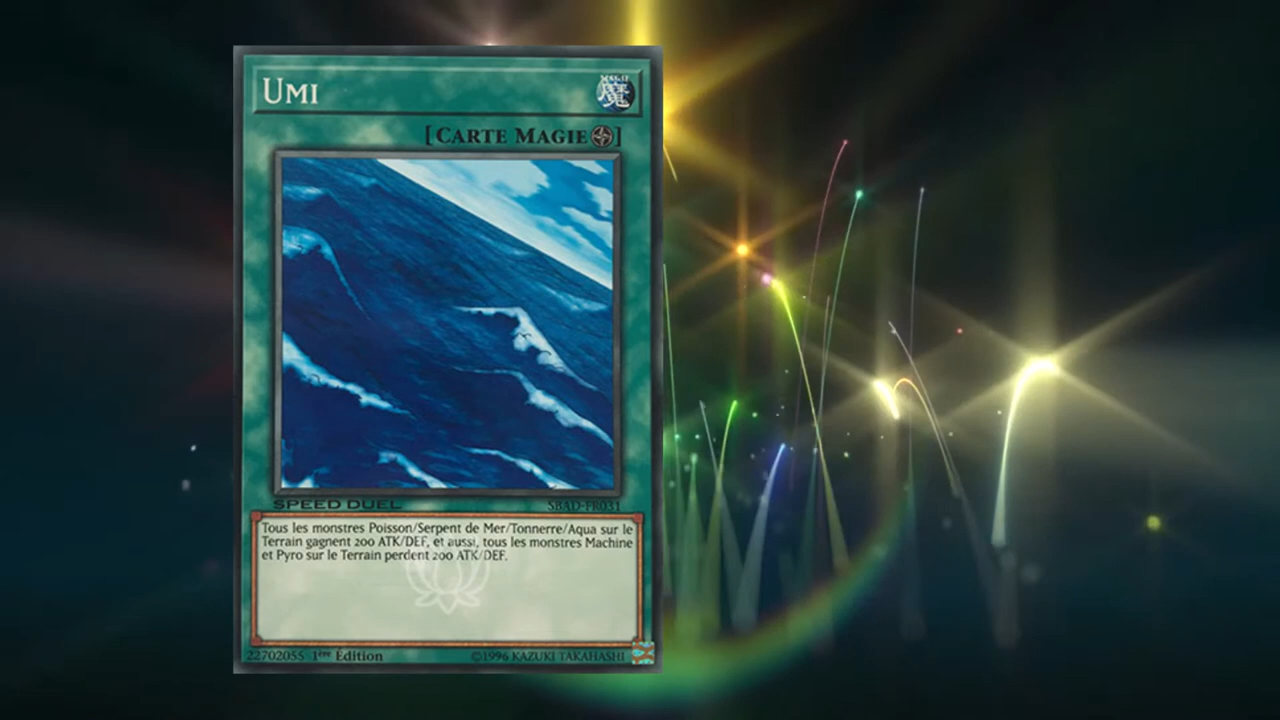 UMI
魔
[CARTE MAGIE]
SPEED DUEL
SBAD-FR031
Tous les monstres Poisson/Serpent de Mer/Tonnerre/Aqua sur le
Terrain gagnent 200 ATK/DEF, et aussi, tous les monstres Machine
et Pyro sur le Terrain perdent 200 ATK/DEF.
22702055 1ère Édition
©1996 KAZUKI TAKAHASHI